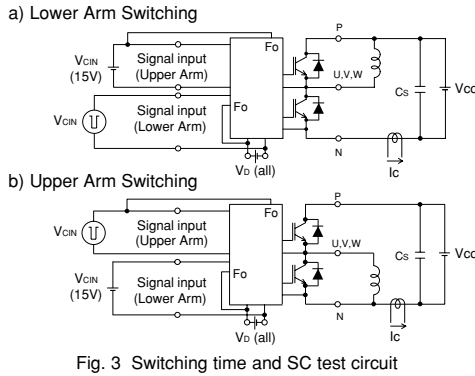 a) Lower Arm Switching
P
Fo
VCIN
(15V)
Signal input
(Upper Arm)
U,V,W
CS
VCC
Signal input
(Lower Arm)
Fo
VCIN
N
VD (all)
Ic
b) Upper Arm Switching
P
Fo
VCIN
Signal input
(Upper Arm)
U,V,W
CS
VCC
VCIN
(15V)
Signal input
(Lower Arm)
Fo
N
VD (all)
Ic
Fig. 3 Switching time and SC test circuit